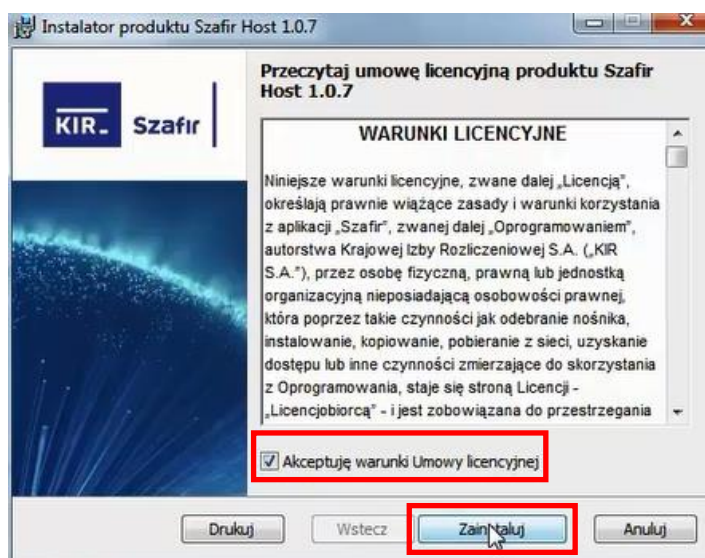 Instalator produktu Szafir Host 1.0.7
KIR Szafir
Przeczytaj umowę licencyjną produktu Szafir
Host 1.0.7
WARUNKI LICENCYJNE
Niniejsze warunki licencyjne, zwane dalej „Licencją”,
określają prawnie wiążące zasady i warunki korzystania
z aplikacji „Szafir”, zwanej dalej „Oprogramowaniem”,
autorstwa Krajowej Izby Rozliczeniowej S.A. („KIR
S.A.”), przez osobę fizyczną, prawną lub jednostką
organizacyjną nieposiadającą osobowości prawnej,
która poprzez takie czynności jak odebranie nośnika,
instalowanie, kopiowanie, pobieranie z sieci, uzyskanie
dostępu lub inne czynności zmierzające do skorzystania
z Oprogramowania, staje się stroną Licencji -
„Licencjobiorcą” - i jest zobowiązana do przestrzegania
Akceptuję warunki Umowy licencyjnej
Drukuj Wstecz Zainstaluj Anuluj